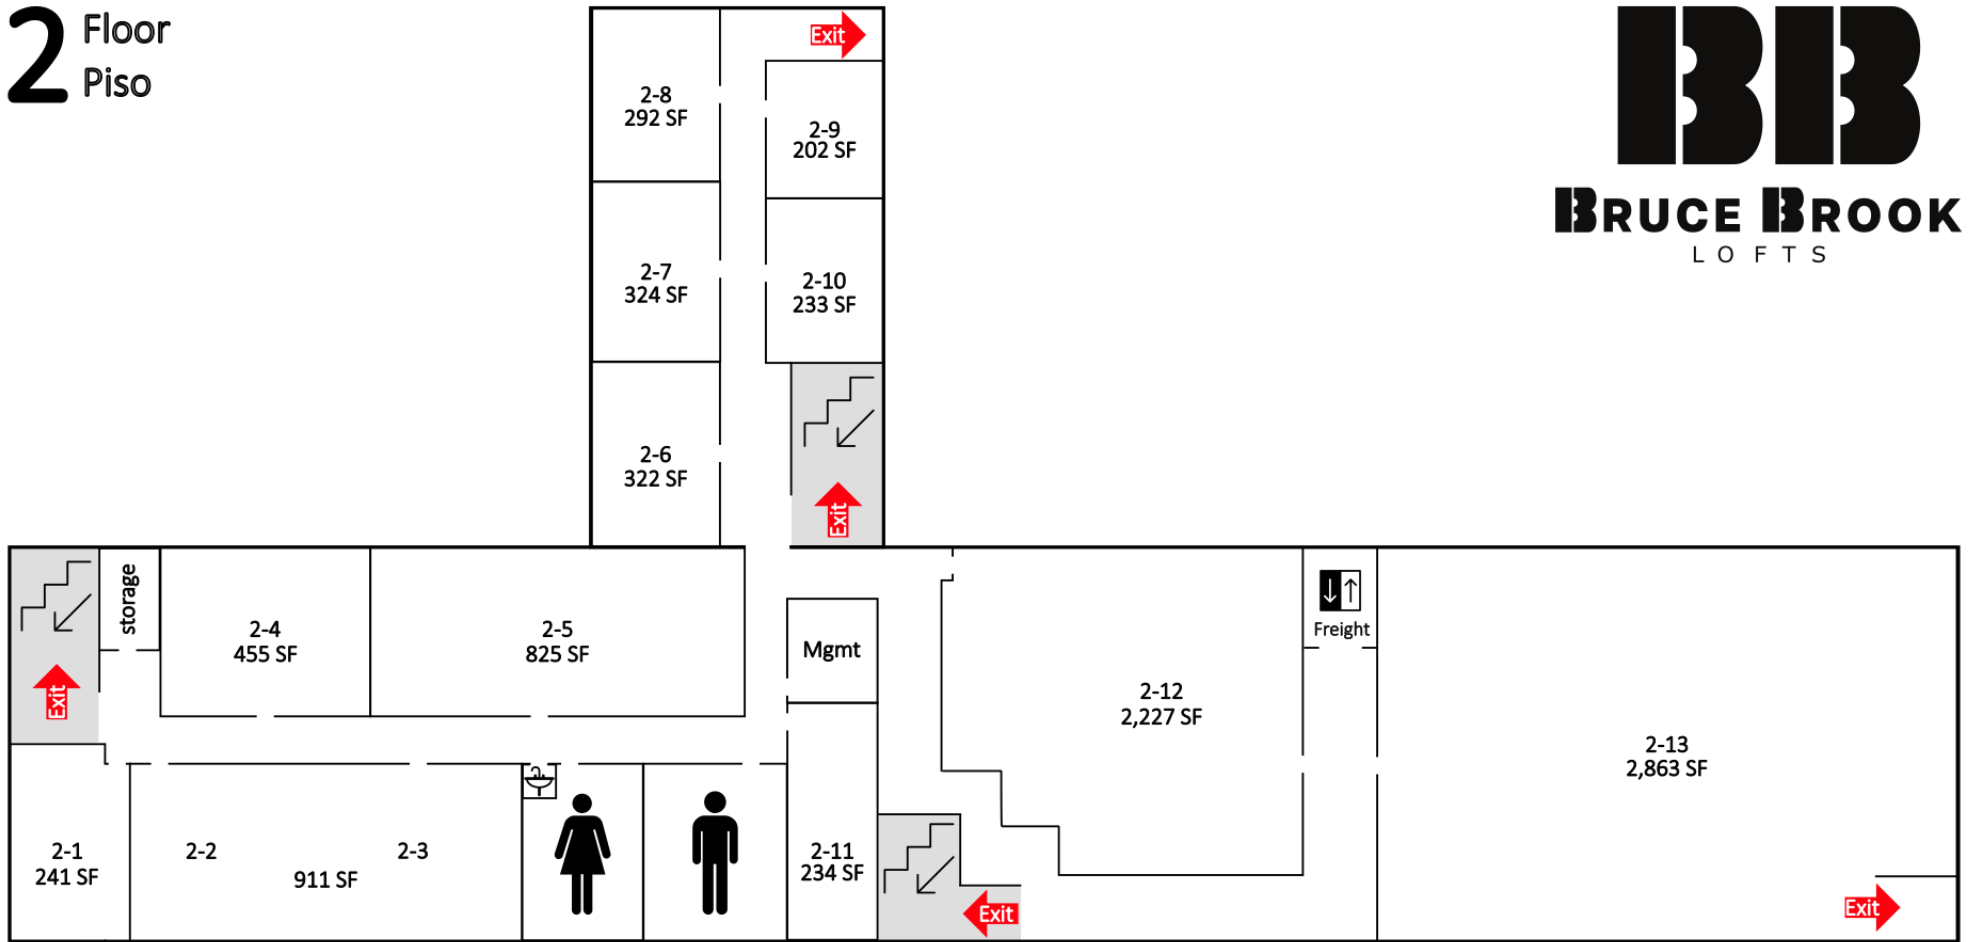 2 Floor
Piso
BB
BRUCE BROOK
LOFTS
Exit
2-8
292 SF
2-9
202 SF
2-7
324 SF
2-10
233 SF
2-6
322 SF
Exit
storage
2-4
455 SF
2-5
825 SF
Mgmt
Freight
Exit
2-12
2,227 SF
2-13
2,863 SF
2-1
241 SF
2-2
2-3
911 SF
2-11
234 SF
Exit
Exit